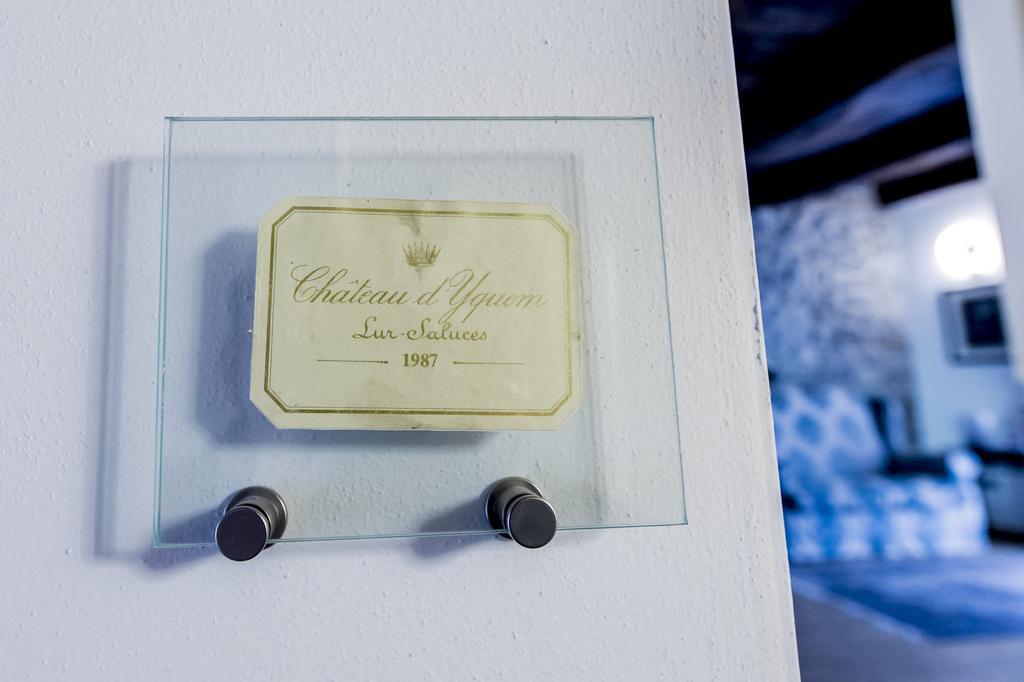 Château d'Yquem
Lur-Saluces
1987